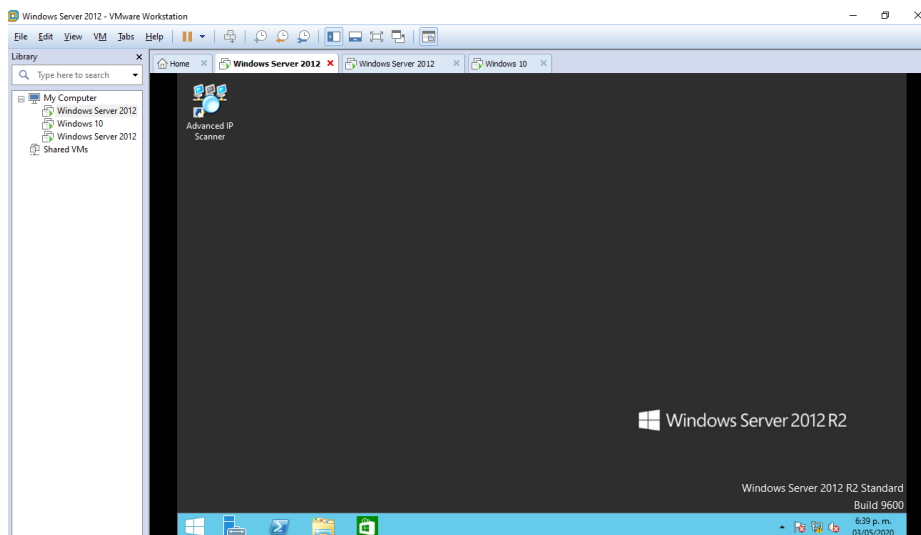 Windows Server 2012 - VMware Workstation
File Edit View VM Tabs Help
Library
Type here to search
Home Windows Server 2012 Windows Server 2012 Windows 10
My Computer
Windows Server 2012
Windows 10
Windows Server 2012
Shared VMs
Advanced IP
Scanner
Windows Server 2012 R2
Windows Server 2012 R2 Standard
Build 9600
6:39 p. m.
03/05/2020